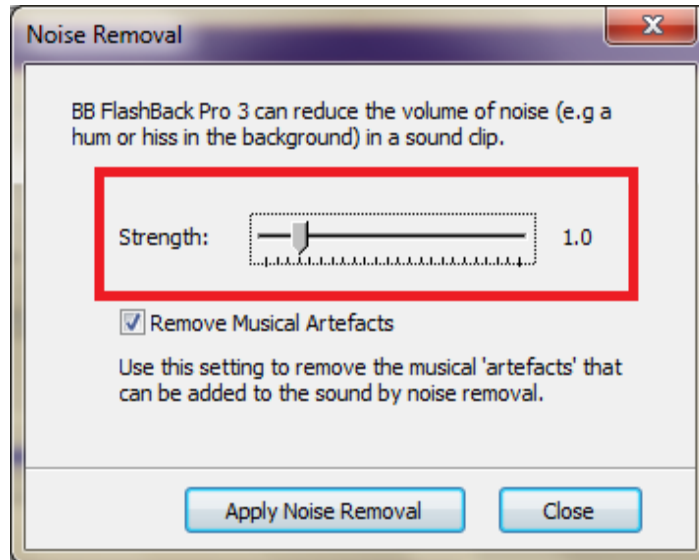 Noise Removal
BB FlashBack Pro 3 can reduce the volume of noise (e.g a
hum or hiss in the background) in a sound clip.
Strength: 1.0
Remove Musical Artefacts
Use this setting to remove the musical 'artefacts' that
can be added to the sound by noise removal.
Apply Noise Removal Close